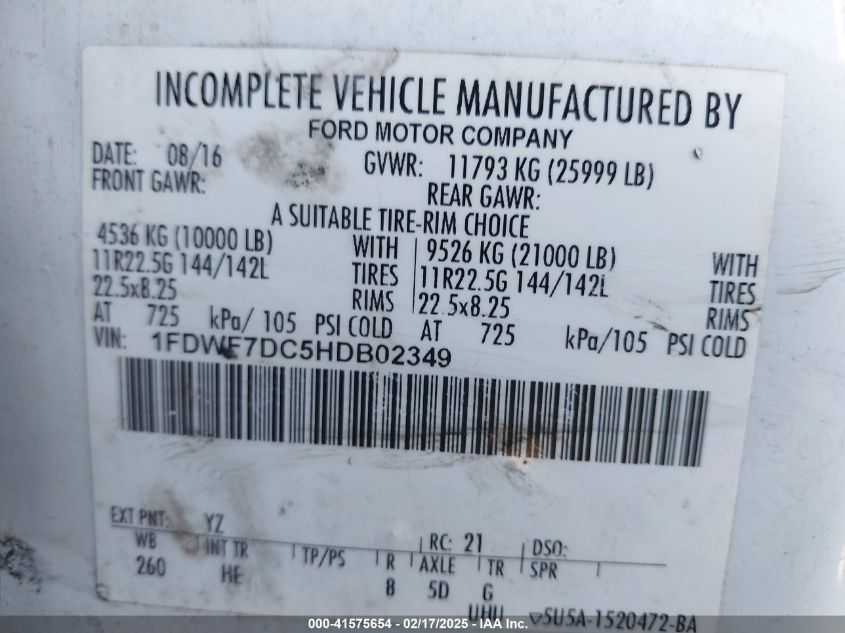 INCOMPLETE VEHICLE MANUFACTURED BY
FORD MOTOR COMPANY
DATE: 08/16 GVWR: 11793 KG (25999 LB)
FRONT GAWR: REAR GAWR:
A SUITABLE TIRE-RIM CHOICE
4536 KG (10000 LB) WITH 9526 KG (21000 LB) WITH
11R22.5G 144/142L TIRES 11R22.5G 144/142L TIRES
22.5x8.25 RIMS 22.5x8.25 RIMS
AT 725 kPa/ 105 PSI COLD AT 725 kPa/105 PSI COLD
VIN: 1FDWF7DC5HDB02349
EXT PNT: YZ RC: 21 DSO:
WB INT TR TP/PS R AXLE TR SPR
260 HE 8 5D G
UHU ▽5U5A-1520472-BA
000-41575654 - 02/17/2025 - IAA Inc.